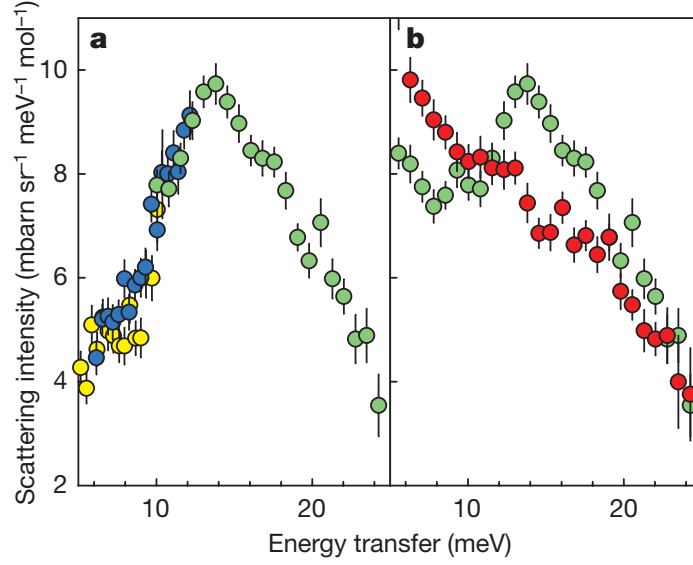 a
b
Scattering intensity (mbarn sr⁻¹ meV⁻¹ mol⁻¹)
10
8
6
4
2
10
20
10
20
Energy transfer (meV)